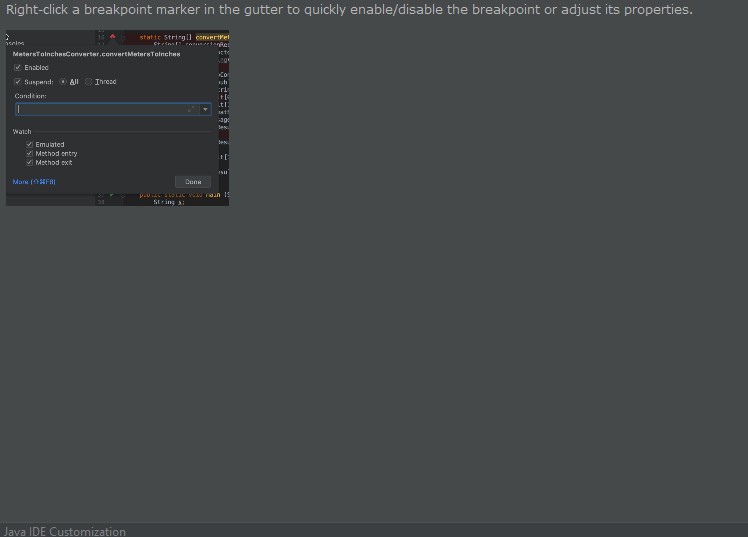 Right-click a breakpoint marker in the gutter to quickly enable/disable the breakpoint or adjust its properties.
static String[] convertMet
MetersToInchesConverter.convertMetersToInches
Enabled
Suspend: All Thread
Condition:
Watch
Emulated
Method entry
Method exit
More (⇧⌘F8)
Done
public static void main (S
String s;
Java IDE Customization